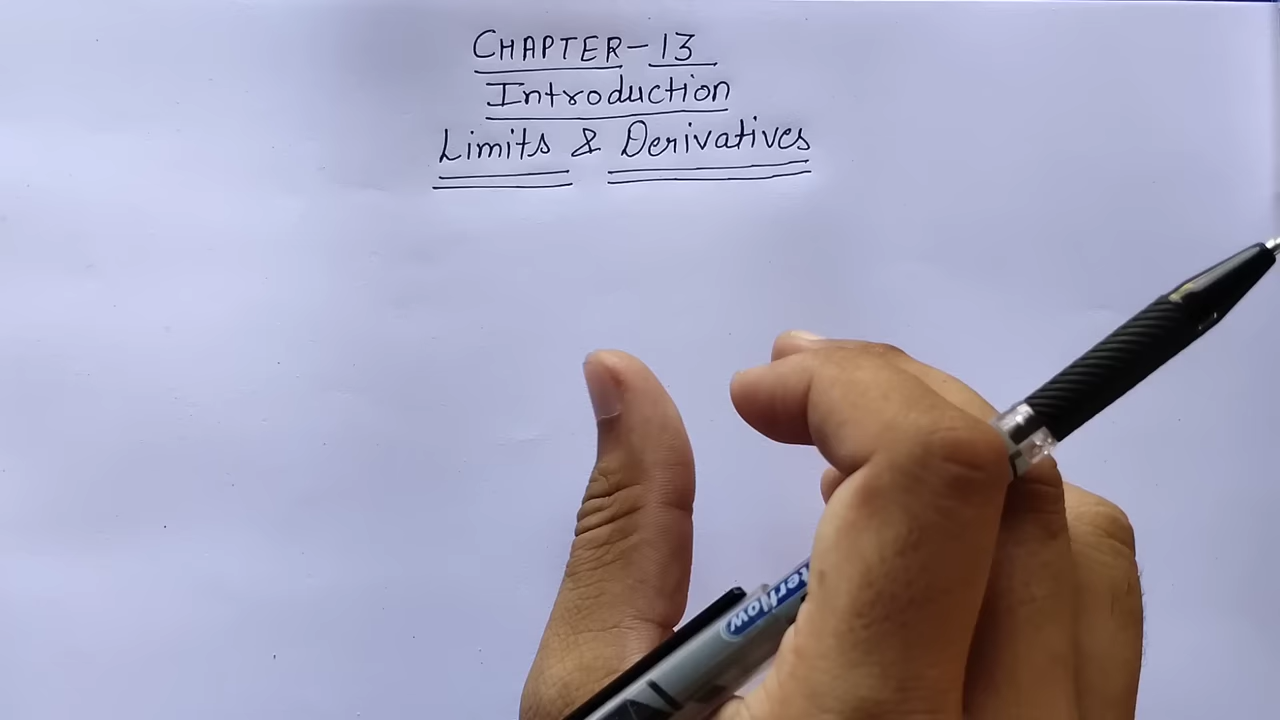 CHAPTER-13
Introduction
Limits & Derivatives